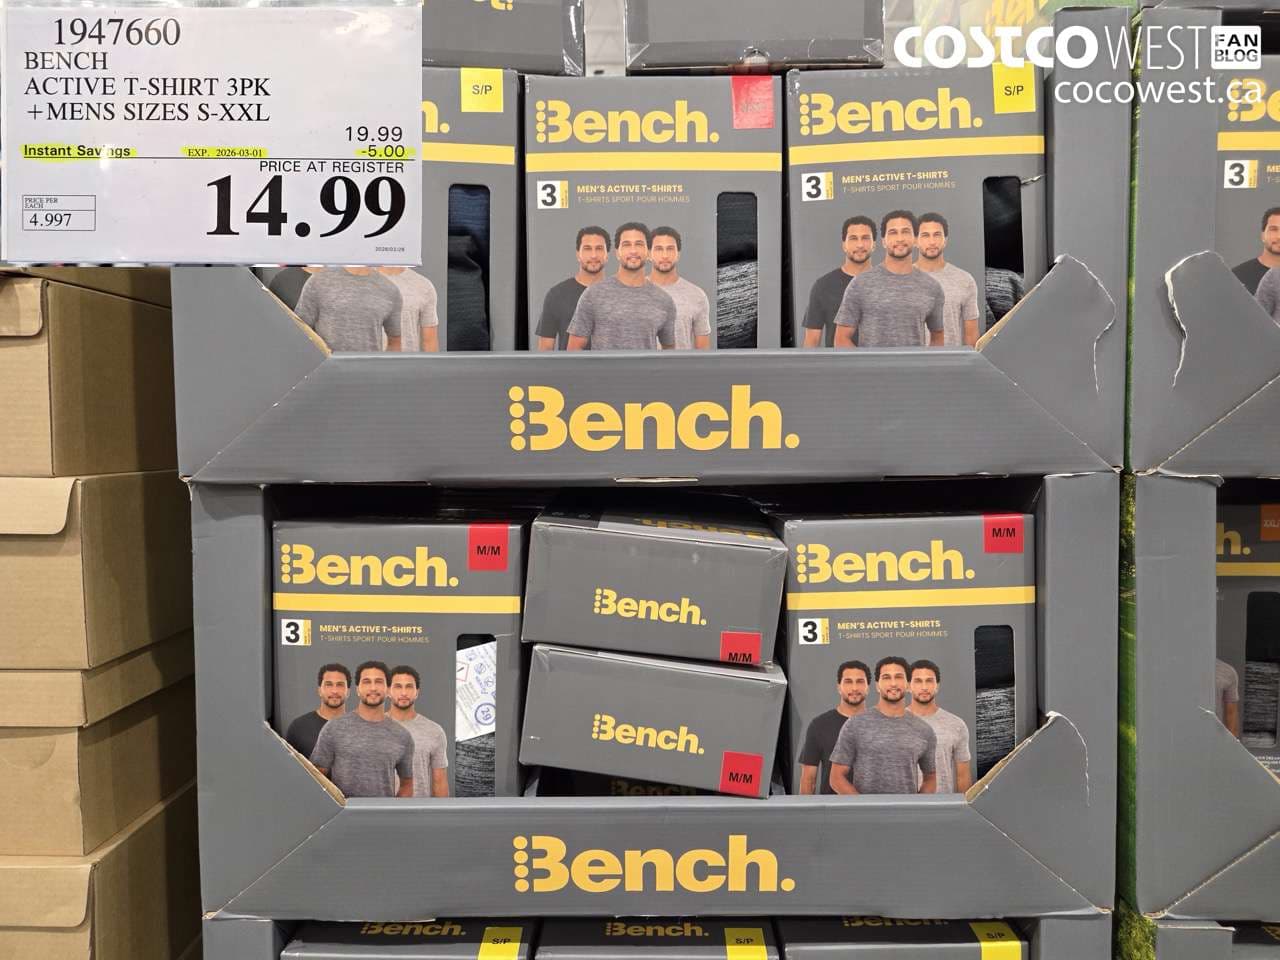 1947660
BENCH
ACTIVE T-SHIRT 3PK
+MENS SIZES S-XXL
19.99
Instant Savings EXP. 2026-03-01 -5.00
PRICE AT REGISTER
14.99
PRICE PER
EACH
4.997
COSTCO WEST FAN BLOG
cocowest.ca
S/P
Bench.
3
MEN'S ACTIVE T-SHIRTS
T-SHIRTS SPORT POUR HOMMES
S/P
Bench.
3
MEN'S ACTIVE T-SHIRTS
T-SHIRTS SPORT POUR HOMMES
3
Bench.
M/M
Bench.
3
MEN'S ACTIVE T-SHIRTS
T-SHIRTS SPORT POUR HOMMES
Bench.
M/M
Bench.
M/M
M/M
Bench.
3
MEN'S ACTIVE T-SHIRTS
T-SHIRTS SPORT POUR HOMMES
Bench.
Bench.
S/P
Bench.
S/P
Bench.
S/P